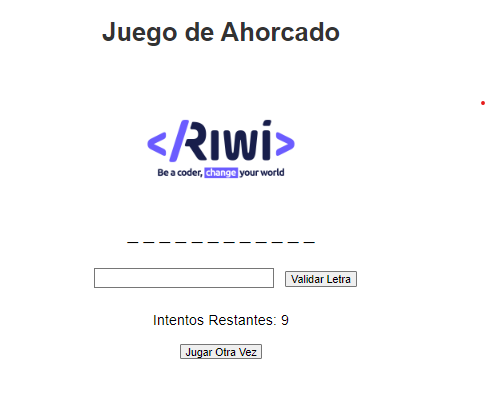 Juego de Ahorcado
</RIWI>
Be a coder, change your world
_ _ _ _ _ _ _ _ _ _ _ _
Validar Letra
Intentos Restantes: 9
Jugar Otra Vez